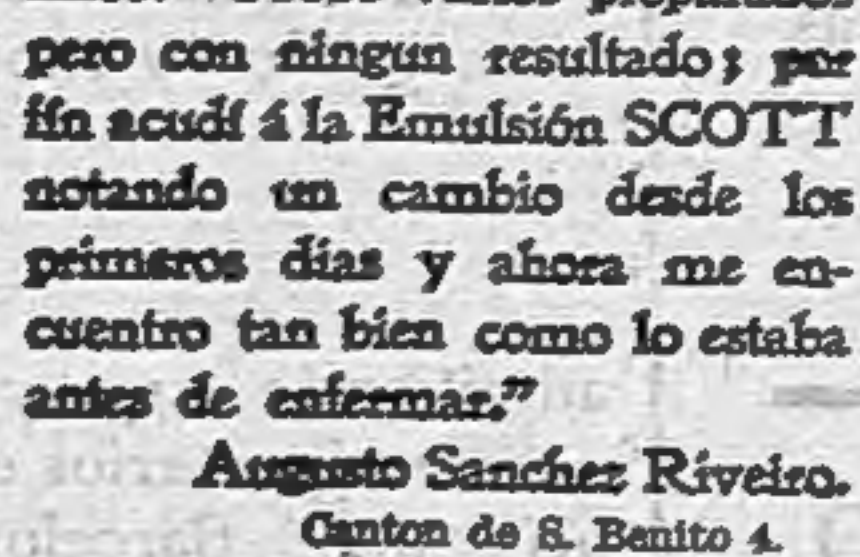 pero con ningun resultado; por
fín acudí á la Emulsión SCOTT
notando un cambio desde los
primeros días y ahora me en-
cuentro tan bien como lo estaba
antes de enfermar."
Augusto Sanchez Riveiro.
Canton de S. Benito 4.